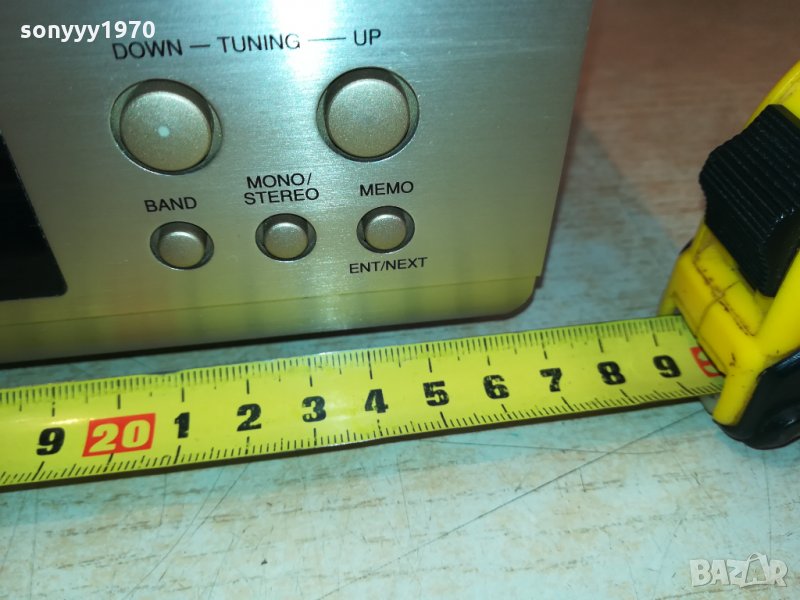 sonyyy1970
DOWN — TUNING — UP
BAND
MONO/
STEREO
MEMO
ENT/NEXT
9 20 1 2 3 4 5 6 7 8 9
BAZAR